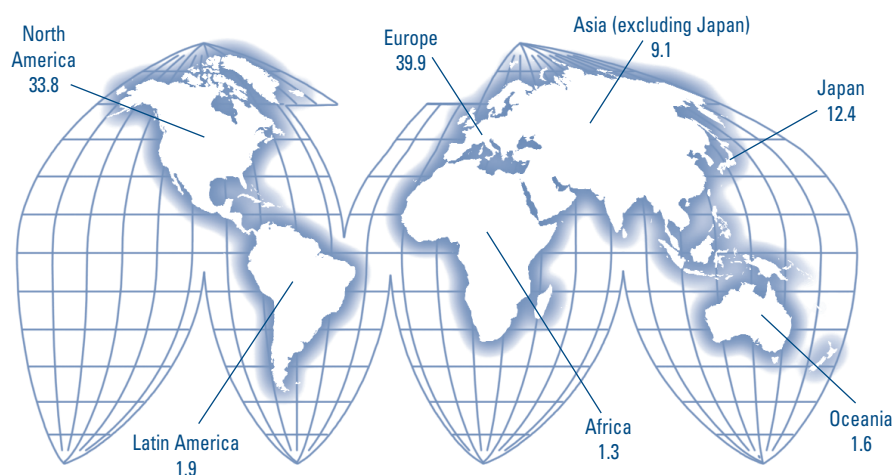 North
America
33.8
Europe
39.9
Asia (excluding Japan)
9.1
Japan
12.4
Latin America
1.9
Africa
1.3
Oceania
1.6